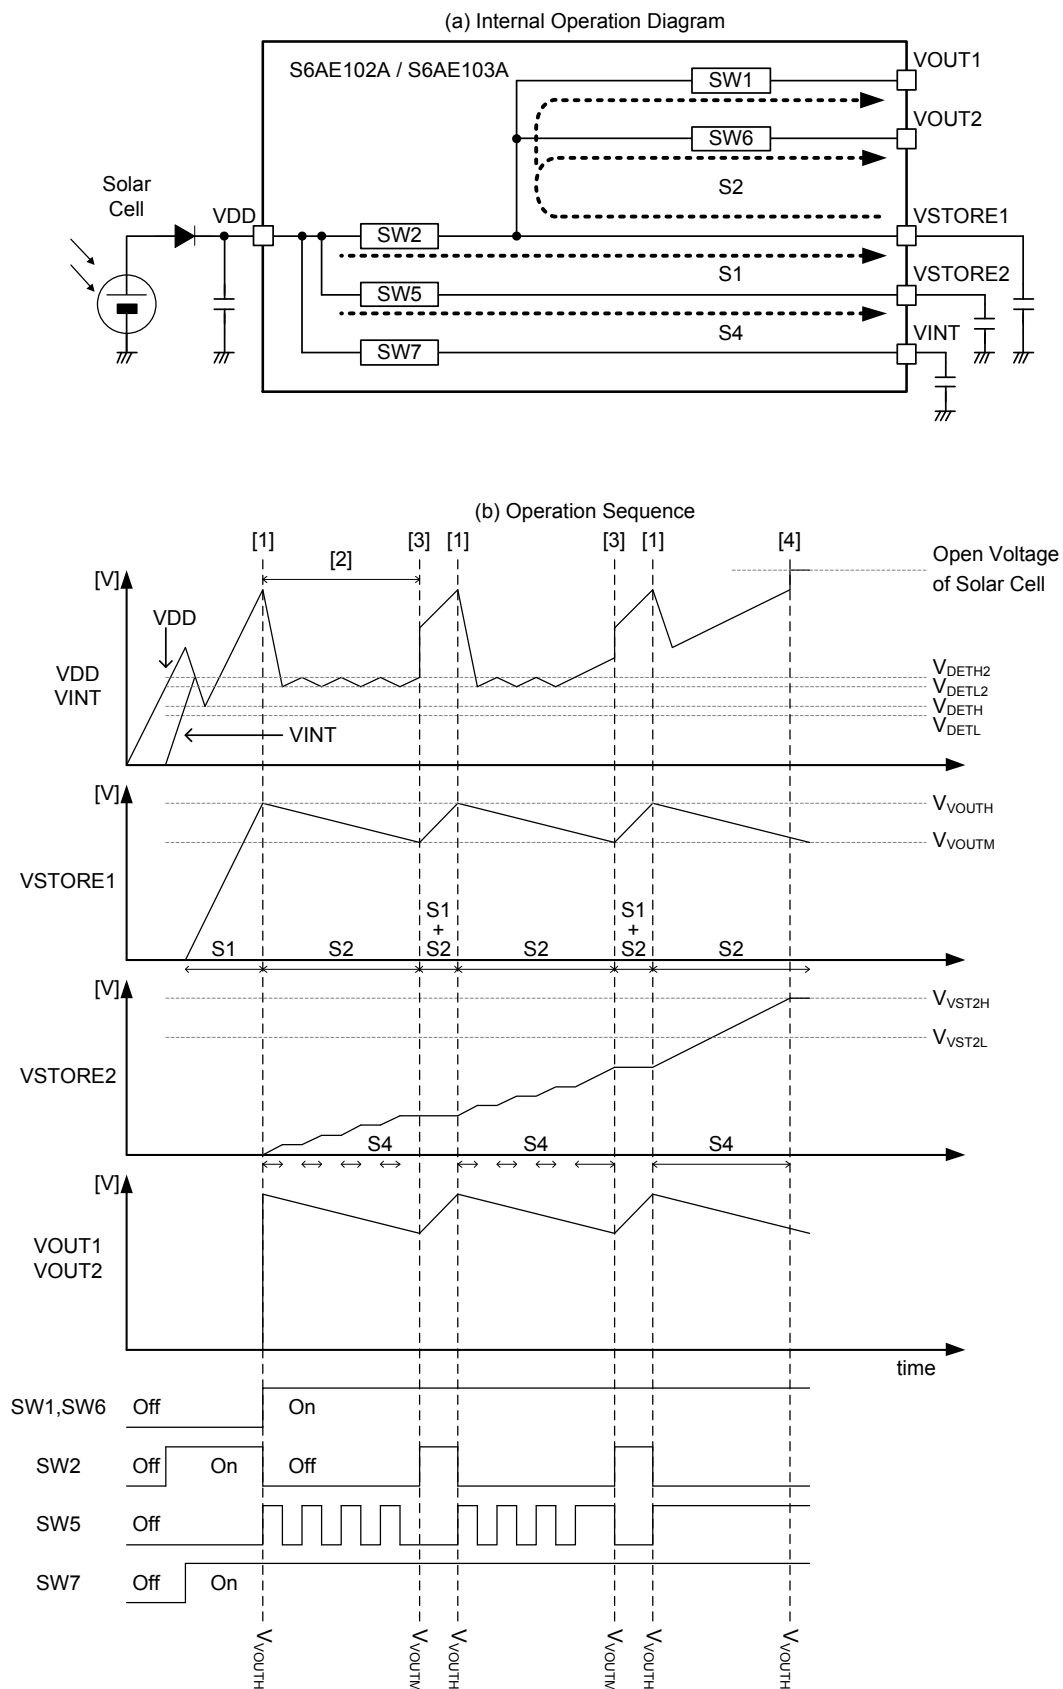 (a) Internal Operation Diagram
S6AE102A / S6AE103A
SW1
VOUT1
VOUT2
SW6
S2
Solar
Cell
VDD
SW2
VSTORE1
S1
VSTORE2
SW5
S4
VINT
SW7
(b) Operation Sequence
[1] [2] [3] [1] [3] [1] [4]
Open Voltage
of Solar Cell
[V]
VDD
VDD
VINT
VINT
VDETH2
VDETL2
VDETH
VDETL
[V]
VVOUTH
VVOUTM
VSTORE1
S1 S2 S1 + S2 S2 S1 + S2 S2
[V]
VVST2H
VVST2L
VSTORE2
S4 S4 S4
[V]
VOUT1
VOUT2
time
SW1,SW6 Off On
SW2 Off On Off
SW5 Off
SW7 Off On
VVOUTH VVOUTM VVOUTH VVOUTM VVOUTH VVOUTH